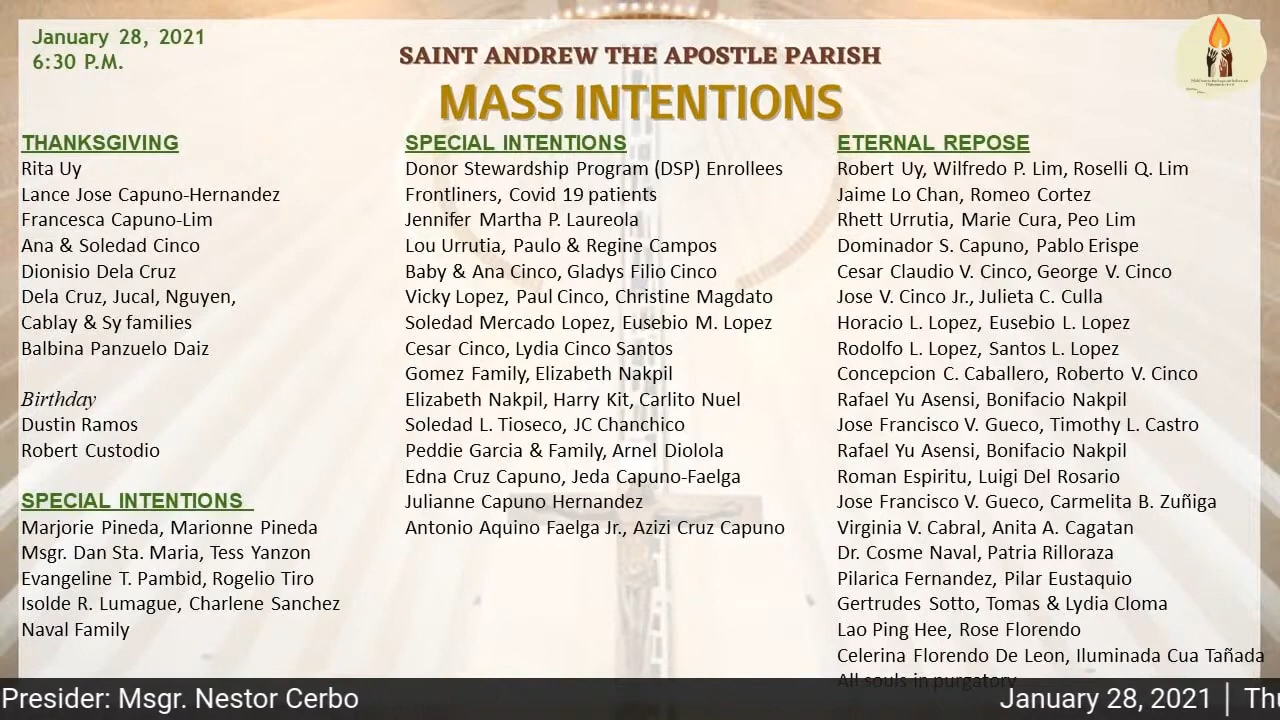 January 28, 2021
6:30 P.M.
SAINT ANDREW THE APOSTLE PARISH
MASS INTENTIONS
THANKSGIVING
Rita Uy
Lance Jose Capuno-Hernandez
Francesca Capuno-Lim
Ana & Soledad Cinco
Dionisio Dela Cruz
Dela Cruz, Jucal, Nguyen,
Cablay & Sy families
Balbina Panzuelo Daiz
Birthday
Dustin Ramos
Robert Custodio
SPECIAL INTENTIONS
Marjorie Pineda, Marionne Pineda
Msgr. Dan Sta. Maria, Tess Yanzon
Evangeline T. Pambid, Rogelio Tiro
Isolde R. Lumague, Charlene Sanchez
Naval Family
SPECIAL INTENTIONS
Donor Stewardship Program (DSP) Enrollees
Frontliners, Covid 19 patients
Jennifer Martha P. Laureola
Lou Urrutia, Paulo & Regine Campos
Baby & Ana Cinco, Gladys Filio Cinco
Vicky Lopez, Paul Cinco, Christine Magdato
Soledad Mercado Lopez, Eusebio M. Lopez
Cesar Cinco, Lydia Cinco Santos
Gomez Family, Elizabeth Nakpil
Elizabeth Nakpil, Harry Kit, Carlito Nuel
Soledad L. Tioseco, JC Chanchico
Peddie Garcia & Family, Arnel Diolola
Edna Cruz Capuno, Jeda Capuno-Faelga
Julianne Capuno Hernandez
Antonio Aquino Faelga Jr., Azizi Cruz Capuno
ETERNAL REPOSE
Robert Uy, Wilfredo P. Lim, Roselli Q. Lim
Jaime Lo Chan, Romeo Cortez
Rhett Urrutia, Marie Cura, Peo Lim
Dominador S. Capuno, Pablo Erispe
Cesar Claudio V. Cinco, George V. Cinco
Jose V. Cinco Jr., Julieta C. Culla
Horacio L. Lopez, Eusebio L. Lopez
Rodolfo L. Lopez, Santos L. Lopez
Concepcion C. Caballero, Roberto V. Cinco
Rafael Yu Asensi, Bonifacio Nakpil
Jose Francisco V. Gueco, Timothy L. Castro
Rafael Yu Asensi, Bonifacio Nakpil
Roman Espiritu, Luigi Del Rosario
Jose Francisco V. Gueco, Carmelita B. Zuñiga
Virginia V. Cabral, Anita A. Cagatan
Dr. Cosme Naval, Patria Rilloraza
Pilarica Fernandez, Pilar Eustaquio
Gertrudes Sotto, Tomas & Lydia Cloma
Lao Ping Hee, Rose Florendo
Celerina Florendo De Leon, Iluminada Cua Tañada
All souls in purgatory
Presider: Msgr. Nestor Cerbo
January 28, 2021 | Thu